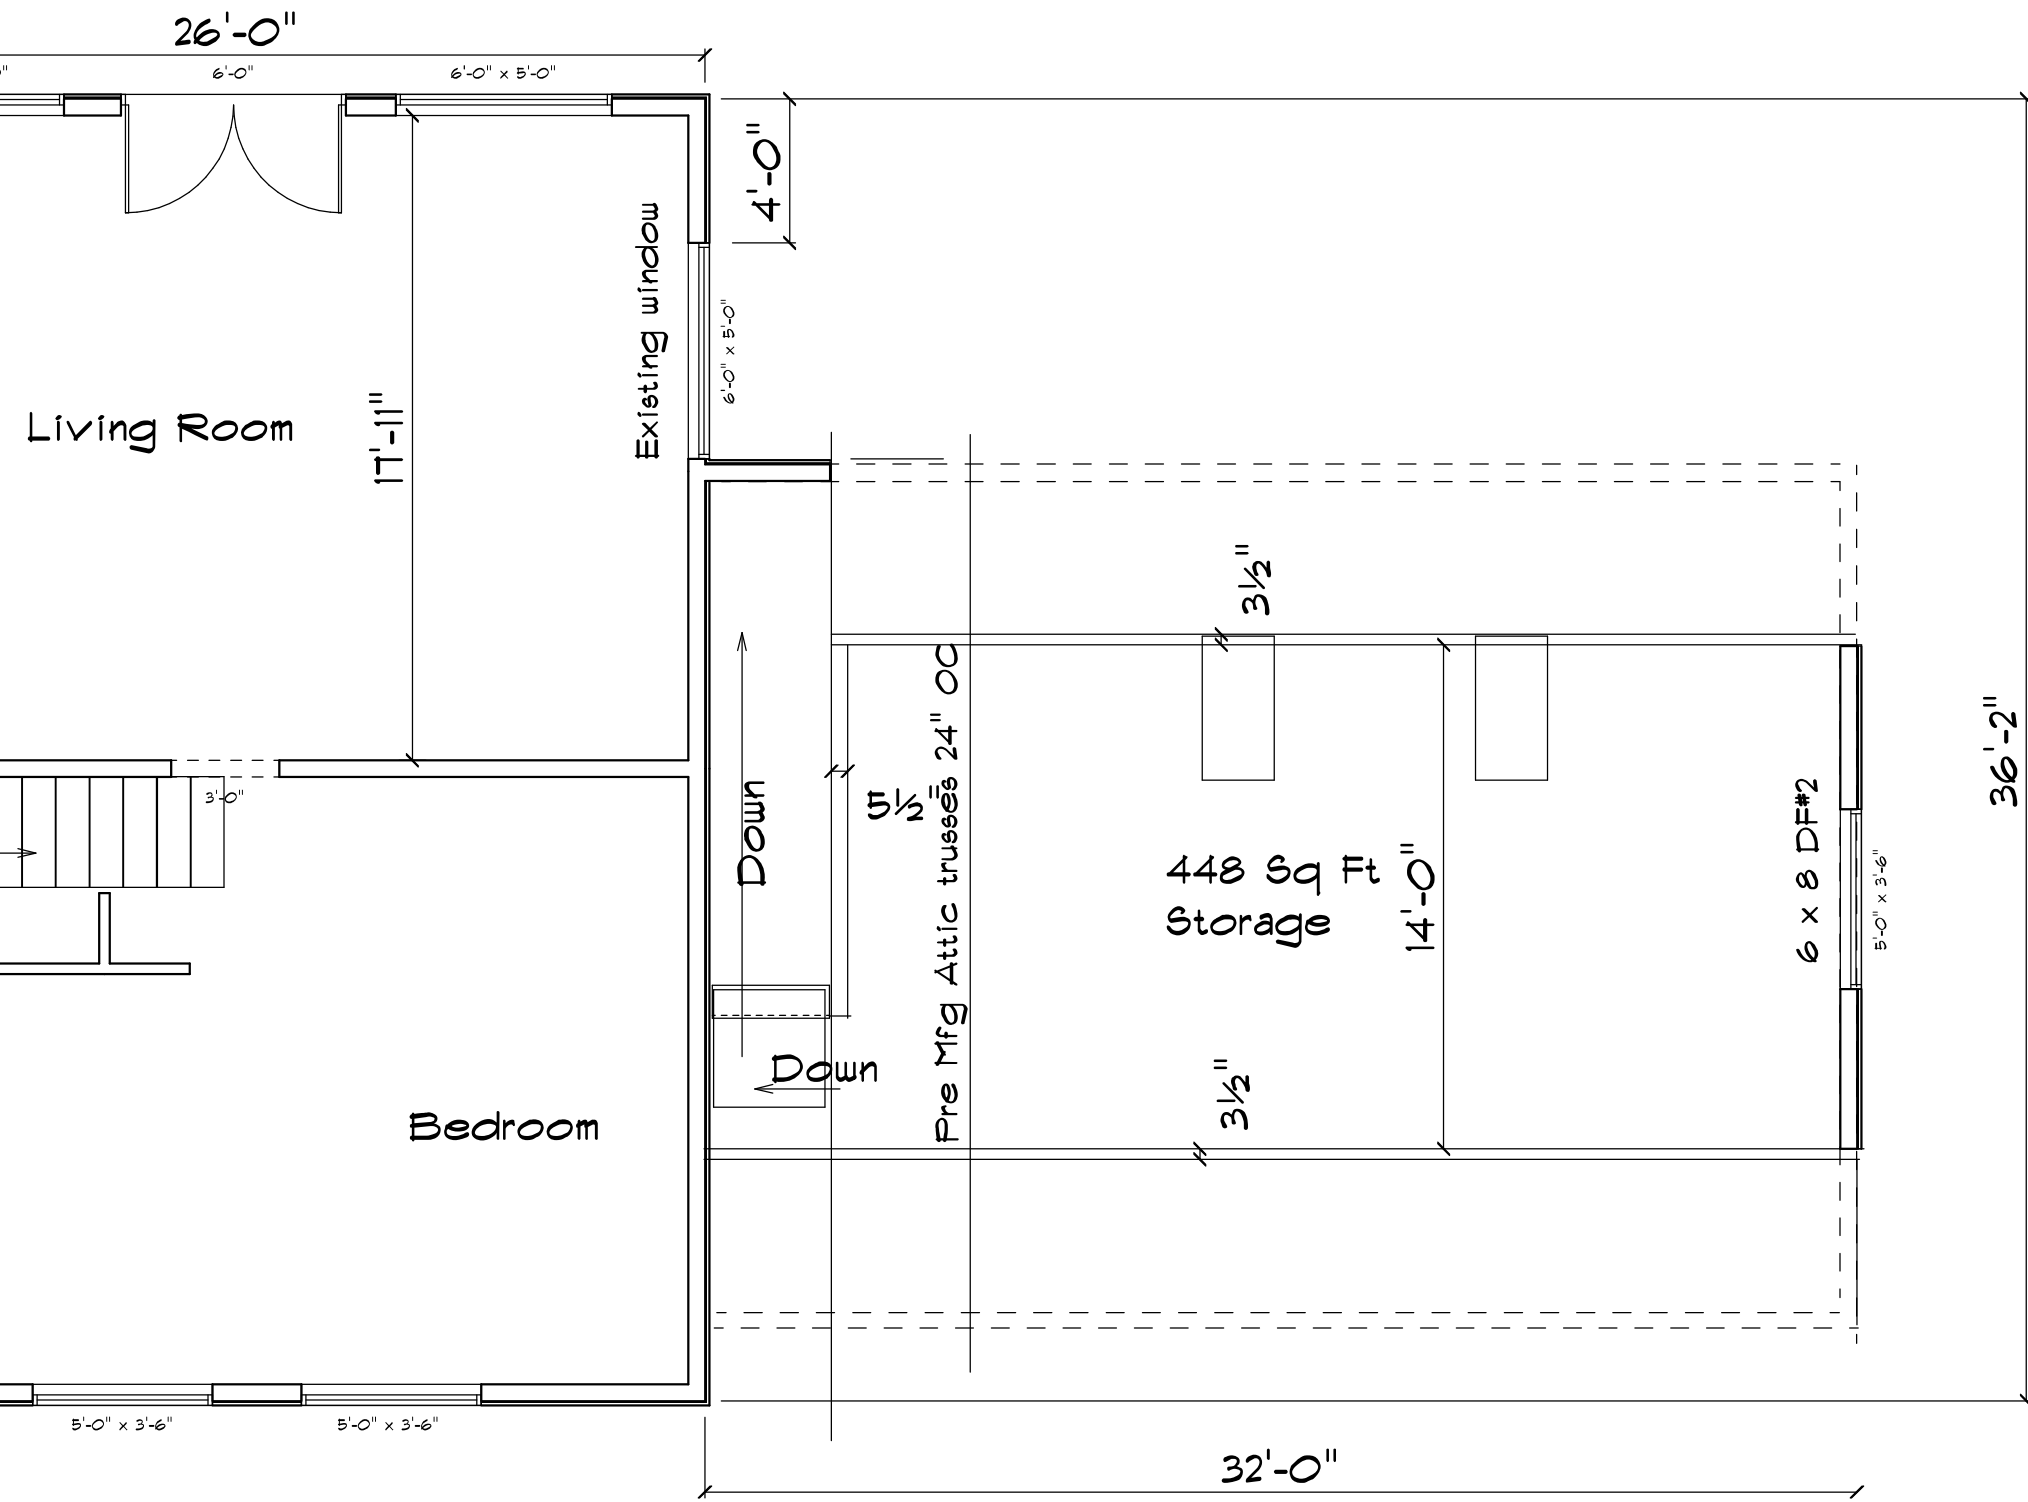 26'-0"
6'-0"
6'-0" x 5'-0"
4'-0"
Existing window
6'-0" x 5'-0"
Living Room
17'-11"
3½"
3'-0"
Down
5½"
Pre Mfg Attic trusses 24" OC
448 Sq Ft
Storage
14'-0"
6 x 8 DF#2
5'-0" x 3'-6"
36'-2"
Down
3½"
Bedroom
5'-0" x 3'-6"
5'-0" x 3'-6"
32'-0"